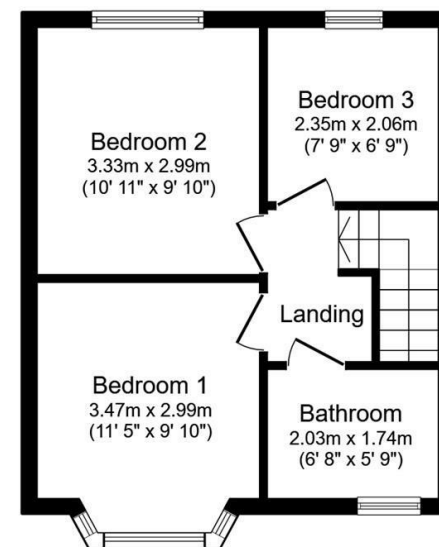 Bedroom 2
3.33m x 2.99m
(10' 11" x 9' 10")
Bedroom 3
2.35m x 2.06m
(7' 9" x 6' 9")
Landing
Bedroom 1
3.47m x 2.99m
(11' 5" x 9' 10")
Bathroom
2.03m x 1.74m
(6' 8" x 5' 9")